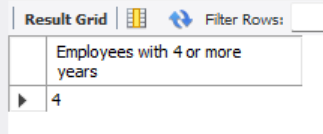 Result Grid Filter Rows:
Employees with 4 or more
years
4